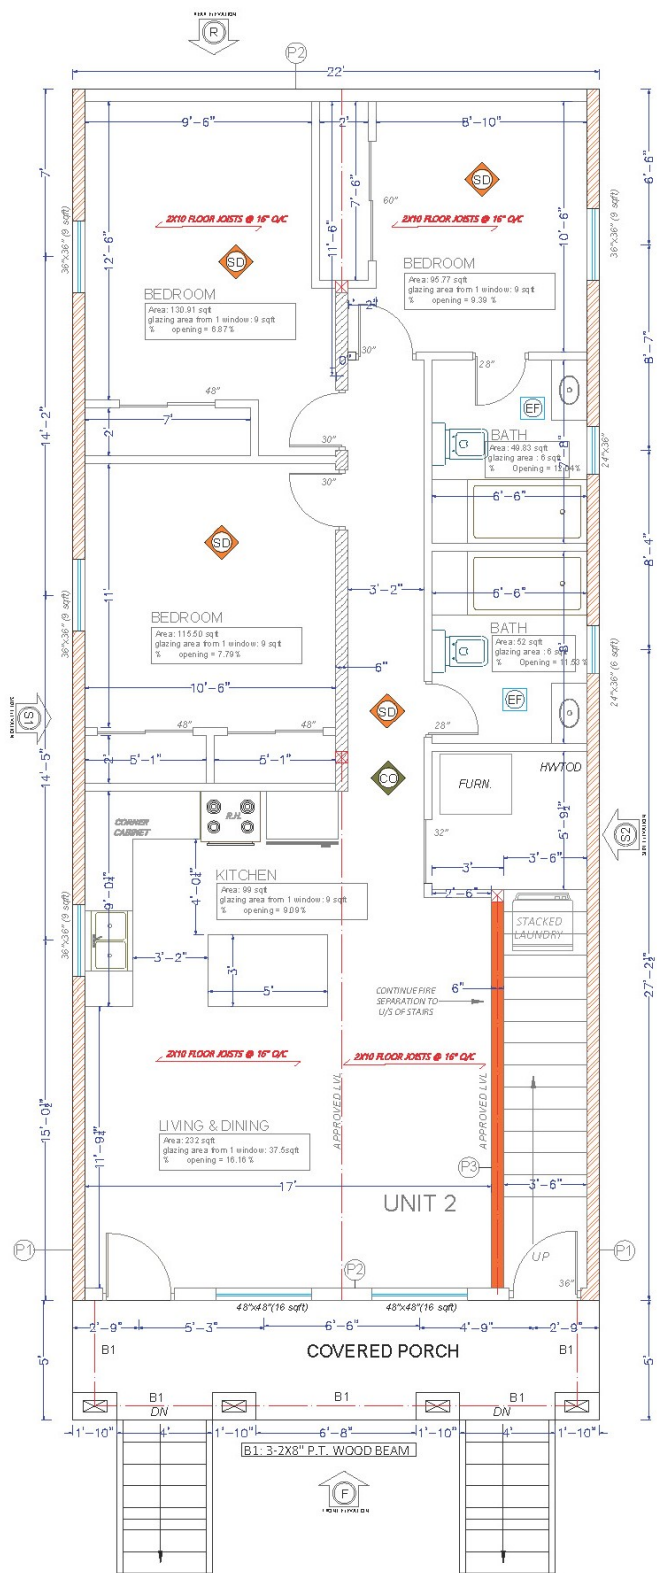 REAR ELEVATION
R
P2
22'
9'-6"
2'
8'-10"
7'
6'-6"
SD
60"
7'-6"
36"x36" (9 sqft)
2X10 FLOOR JOISTS @ 16" O/C
2X10 FLOOR JOISTS @ 16" O/C
36"x36" (9 sqft)
12'-6"
11'-6"
10'-6"
SD
BEDROOM
Area: 95.77 sqft
glazing area from 1 window: 9 sqft
% opening = 9.39 %
BEDROOM
Area: 130.91 sqft
glazing area from 1 window: 9 sqft
% opening = 6.87%
30"
28"
8'-7"
48"
7'
2'
EF
14'-2"
30"
BATH
Area: 49.83 sqft
glazing area : 6 sqft
% Opening = 12.04%
24"x36"
30"
6'-6"
SD
8'-4"
11'
3'-2"
6'-6"
36"x36" (9 sqft)
BEDROOM
Area: 115.50 sqft
glazing area from 1 window: 9 sqft
% opening = 7.79%
BATH
Area: 52 sqft
glazing area : 6 sqft
% Opening = 11.53%
8'
24"x36" (6 sqft)
6"
10'-6"
EF
S1
SD
48"
48"
28"
2'
5'-1"
5'-1"
14'-5"
CO
FURN.
HWTOD
CORNER
CABINET
R.H.
32"
5'-9½"
S2
3'
3'-6"
KITCHEN
Area: 99 sqft
glazing area from 1 window: 9 sqft
% opening = 9.09%
2'-6"
36"x36" (9 sqft)
STACKED
LAUNDRY
3'-2"
3'
5'
CONTINUE FIRE
SEPARATION TO
U/S OF STAIRS
6"
27'-2½"
2X10 FLOOR JOISTS @ 16" O/C
2X10 FLOOR JOISTS @ 16" O/C
APPROVED LVL
APPROVED LVL
LIVING & DINING
Area: 232 sqft
glazing area from 1 window: 37.5sqft
% opening = 16.16 %
P3
17'
3'-6"
UNIT 2
P1
UP
P1
P2
36"
48"x48"(16 sqft)
48"x48"(16 sqft)
2'-9"
5'-3"
6'-6"
4'-9"
2'-9"
5'
B1
COVERED PORCH
B1
5'
B1
B1
B1
DN
DN
1'-10"
4'
1'-10"
6'-8"
1'-10"
4'
1'-10"
B1: 3-2X8" P.T. WOOD BEAM
F
FRONT ELEVATION